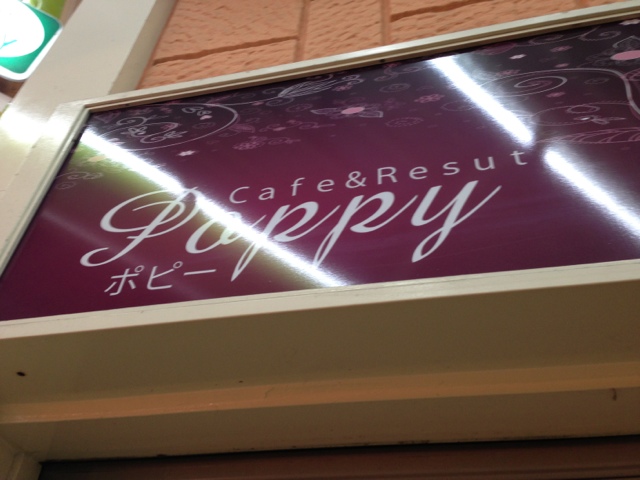 Cafe&Resut
Poppy
ポピー